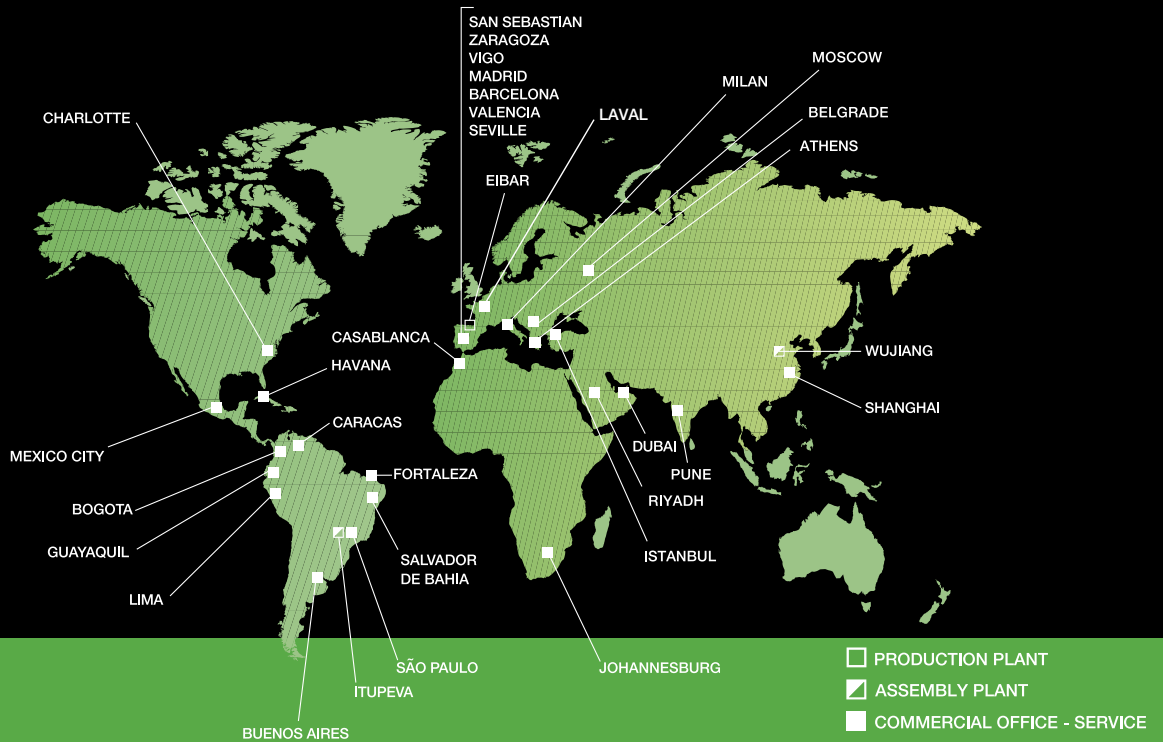 SAN SEBASTIAN
ZARAGOZA
VIGO
MADRID
BARCELONA
VALENCIA
SEVILLE
MOSCOW
MILAN
CHARLOTTE
LAVAL
BELGRADE
ATHENS
EIBAR
CASABLANCA
WUJIANG
HAVANA
SHANGHAI
CARACAS
MEXICO CITY
DUBAI
FORTALEZA
PUNE
RIYADH
BOGOTA
GUAYAQUIL
ISTANBUL
SALVADOR
DE BAHIA
LIMA
SÃO PAULO
JOHANNESBURG
ITUPEVA
BUENOS AIRES
PRODUCTION PLANT
ASSEMBLY PLANT
COMMERCIAL OFFICE - SERVICE